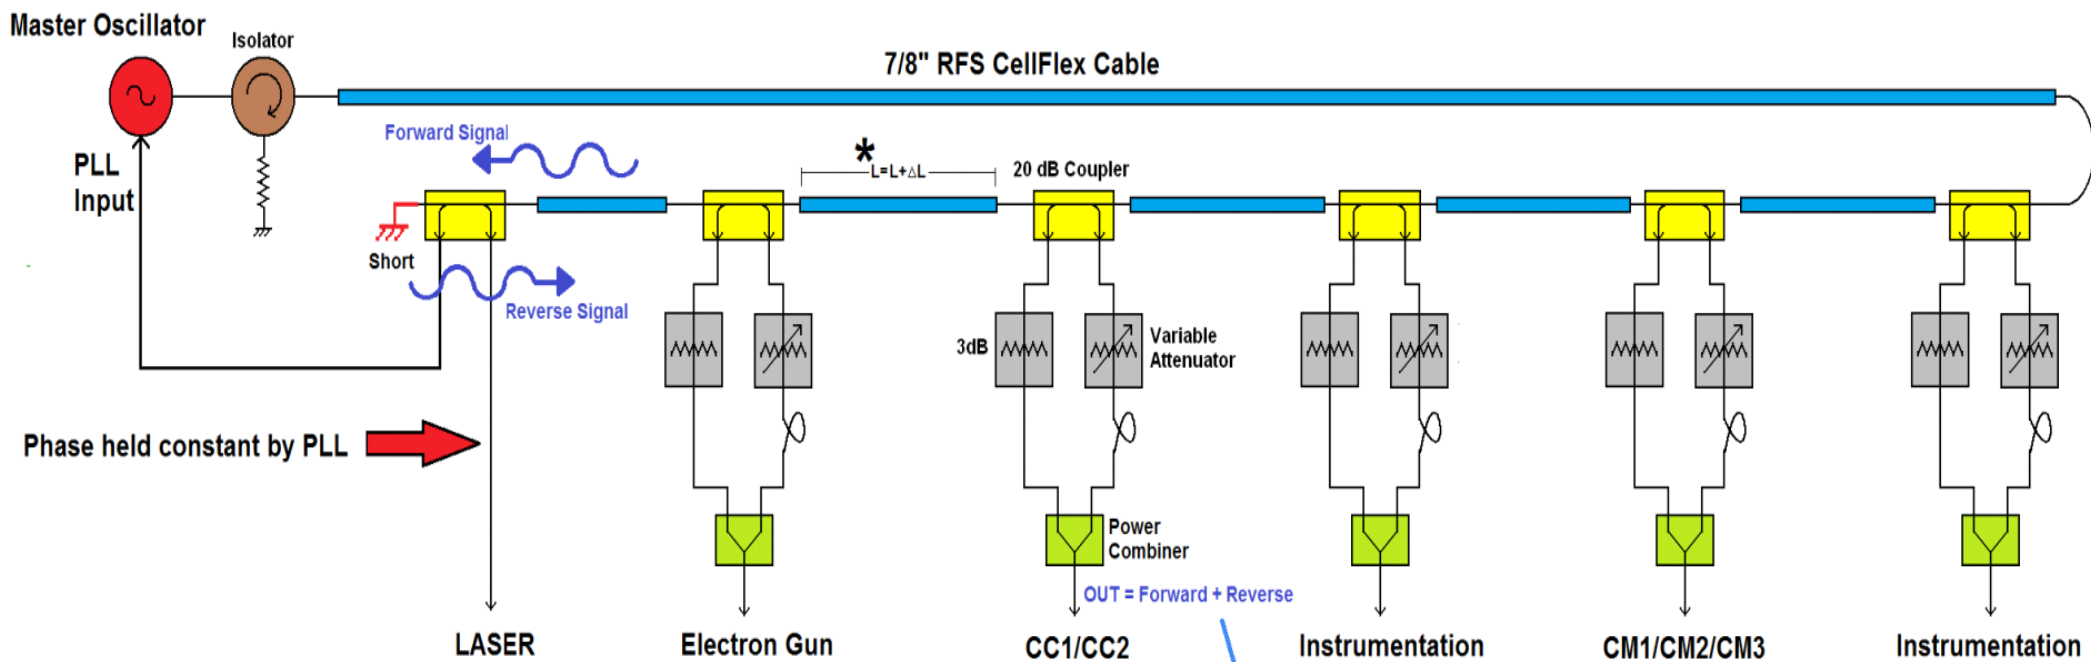 Master Oscillator
Isolator
7/8" RFS CellFlex Cable
Forward Signal
PLL
Input
*
L=L+ΔL
20 dB Coupler
Short
Reverse Signal
3dB
Variable
Attenuator
Phase held constant by PLL
Power
Combiner
OUT = Forward + Reverse
LASER
Electron Gun
CC1/CC2
Instrumentation
CM1/CM2/CM3
Instrumentation